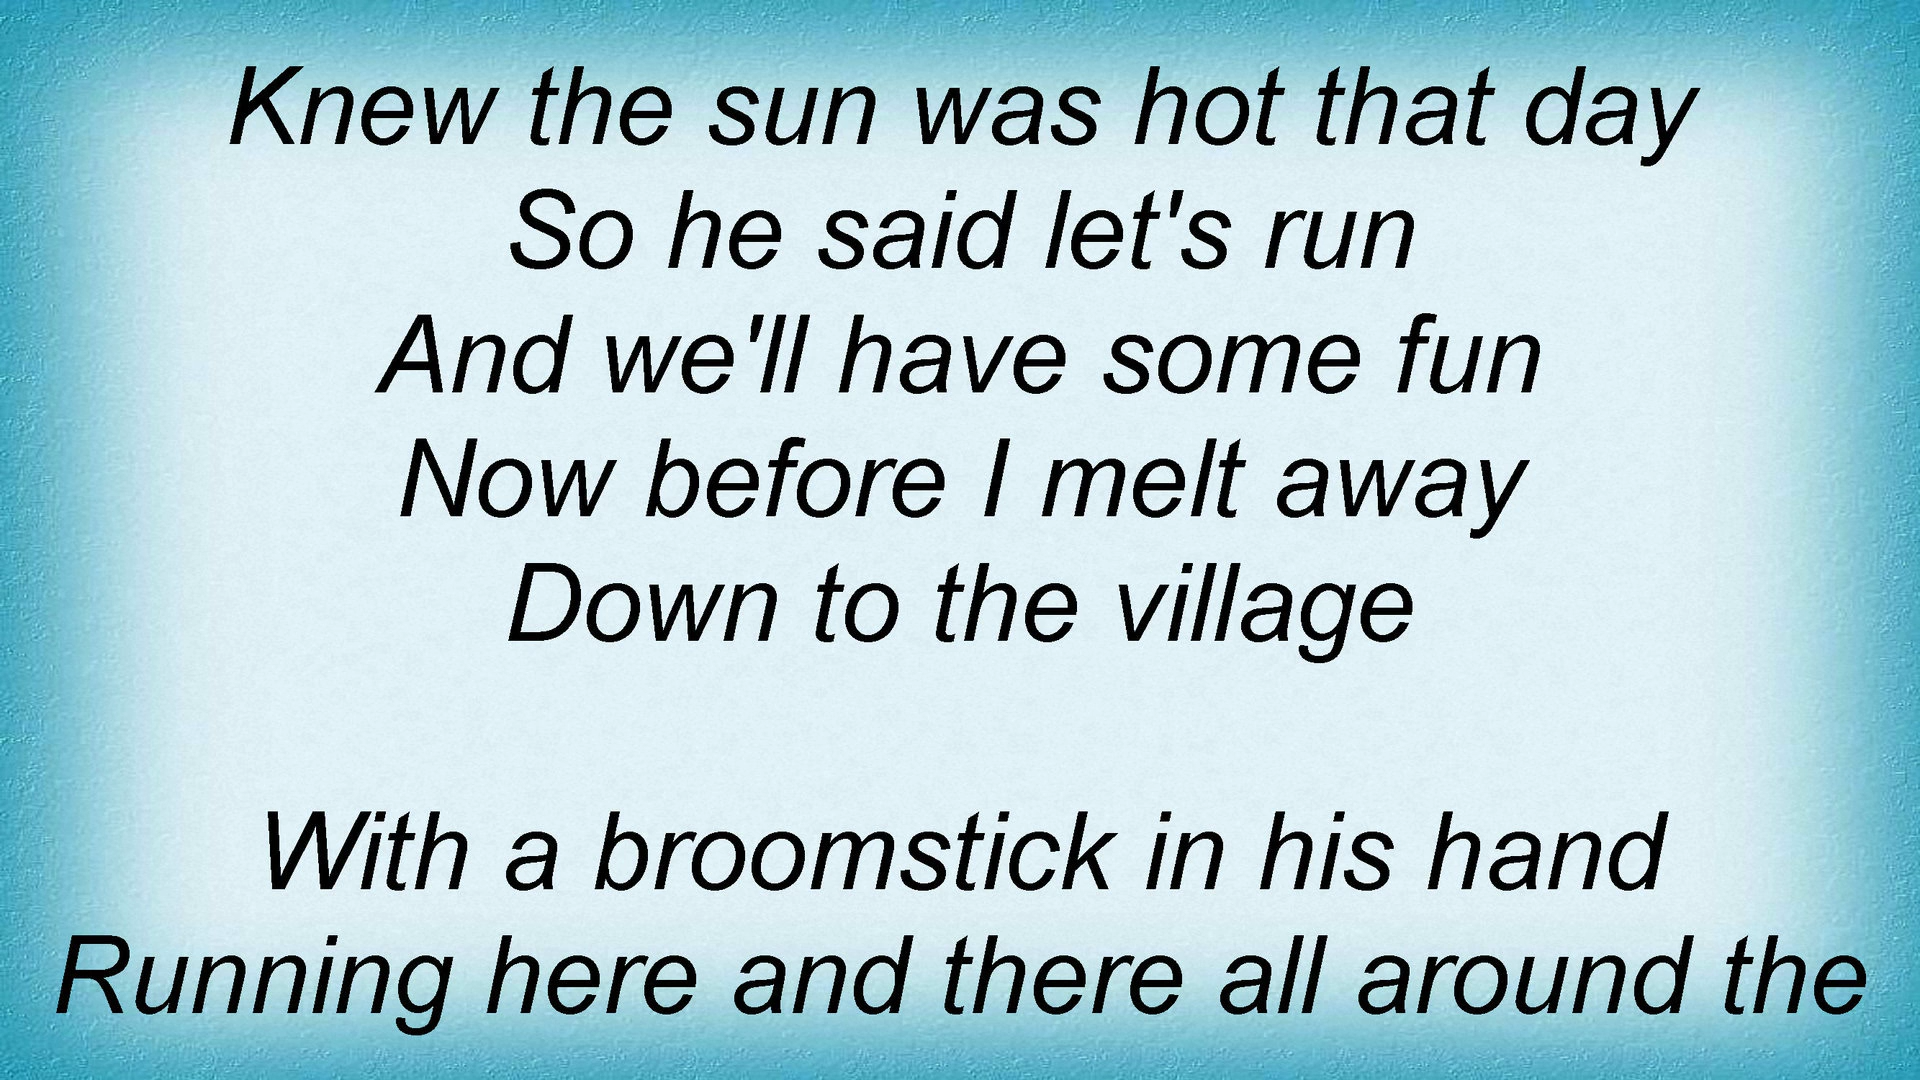 Knew the sun was hot that day
So he said let's run
And we'll have some fun
Now before I melt away
Down to the village
With a broomstick in his hand
Running here and there all around the